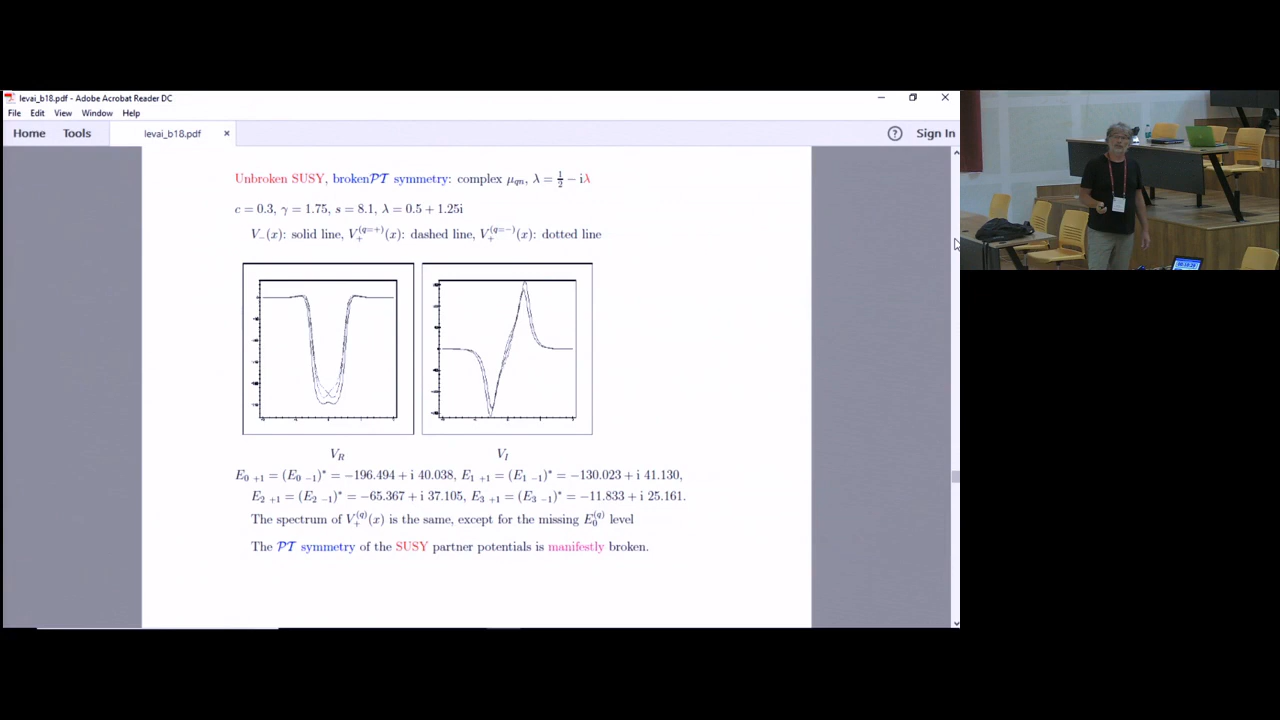 levai_b18.pdf - Adobe Acrobat Reader DC
File Edit View Window Help
Home Tools levai_b18.pdf × ? Sign In
Unbroken SUSY, broken𝒫𝒯 symmetry: complex μqn, λ = 1/2 − iλ
c = 0.3, γ = 1.75, s = 8.1, λ = 0.5 + 1.25i
V₋(x): solid line, V₊^(q=+)(x): dashed line, V₊^(q=−)(x): dotted line
V_R V_I
E₀ ₊₁ = (E₀ ₋₁)* = −196.494 + i 40.038, E₁ ₊₁ = (E₁ ₋₁)* = −130.023 + i 41.130,
E₂ ₊₁ = (E₂ ₋₁)* = −65.367 + i 37.105, E₃ ₊₁ = (E₃ ₋₁)* = −11.833 + i 25.161.
The spectrum of V₊^(q)(x) is the same, except for the missing E₀^(q) level
The 𝒫𝒯 symmetry of the SUSY partner potentials is manifestly broken.